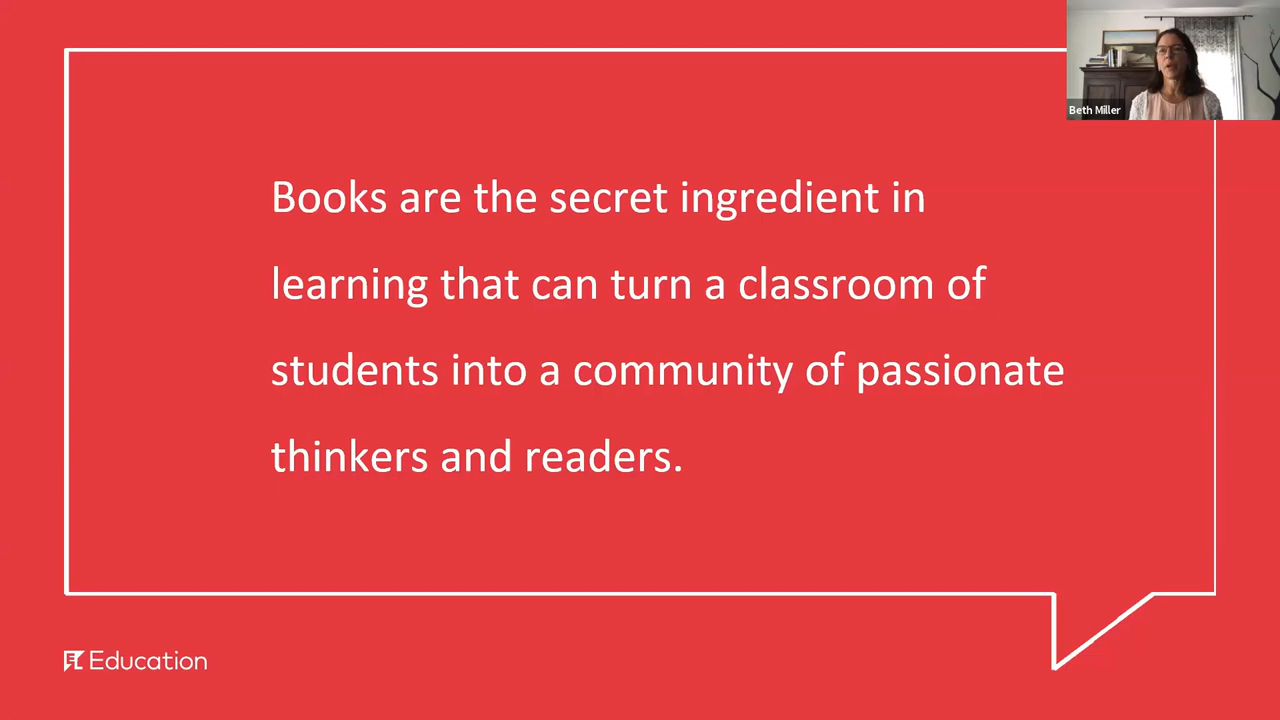 Beth Miller
Books are the secret ingredient in
learning that can turn a classroom of
students into a community of passionate
thinkers and readers.
EL Education